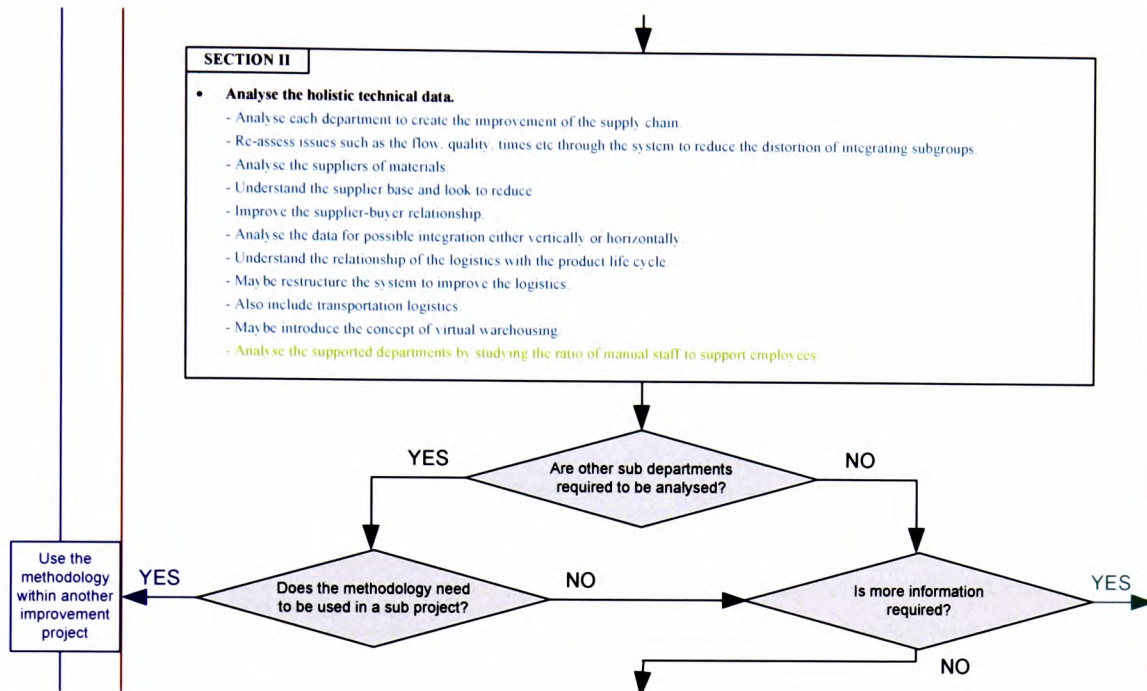 SECTION II
• Analyse the holistic technical data.
- Analyse each department to create the improvement of the supply chain.
- Re-assess issues such as the flow, quality, times etc through the system to reduce the distortion of integrating subgroups.
- Analyse the suppliers of materials.
- Understand the supplier base and look to reduce
- Improve the supplier-buyer relationship.
- Analyse the data for possible integration either vertically or horizontally.
- Understand the relationship of the logistics with the product life cycle.
- Maybe restructure the system to improve the logistics.
- Also include transportation logistics.
- Maybe introduce the concept of virtual warehousing.
- Analyse the supported departments by studying the ratio of manual staff to support employees
YES
Are other sub departments
required to be analysed?
NO
Use the
methodology
within another
improvement
project
YES
Does the methodology need
to be used in a sub project?
NO
Is more information
required?
YES
NO